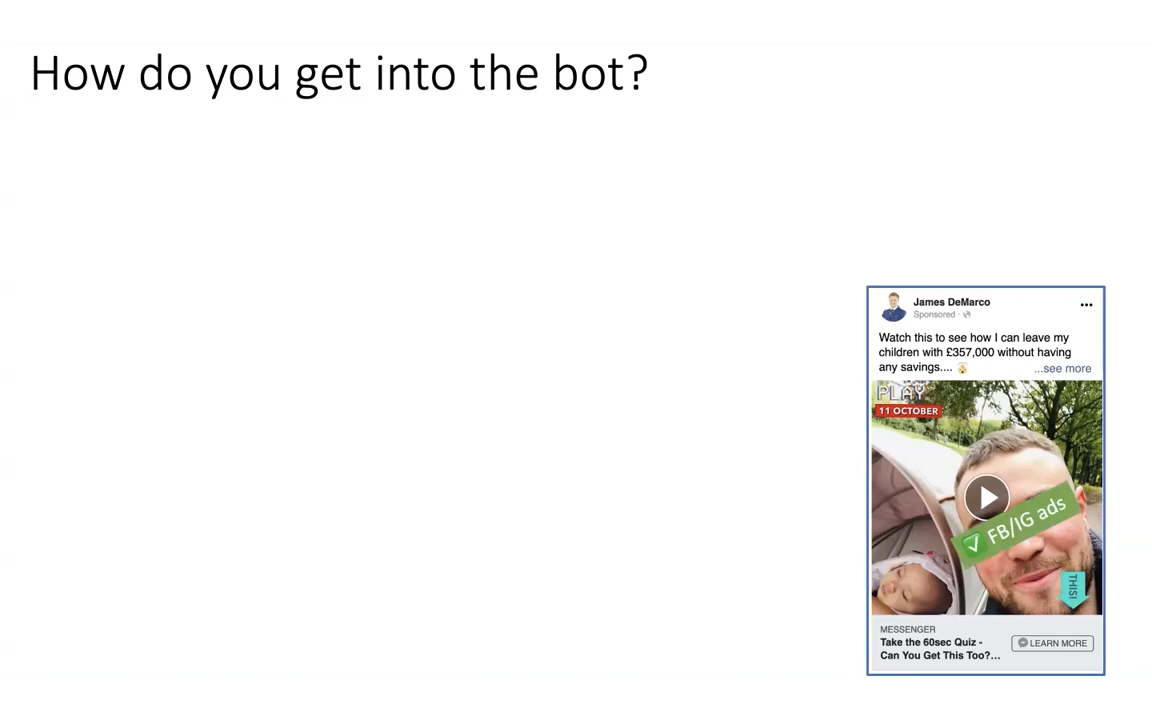 How do you get into the bot?
James DeMarco
Sponsored ·
Watch this to see how I can leave my
children with £357,000 without having
any savings.... 😱
...see more
PLAY
11 OCTOBER
✅ FB/IG ads
THIS!
MESSENGER
Take the 60sec Quiz -
Can You Get This Too?...
LEARN MORE